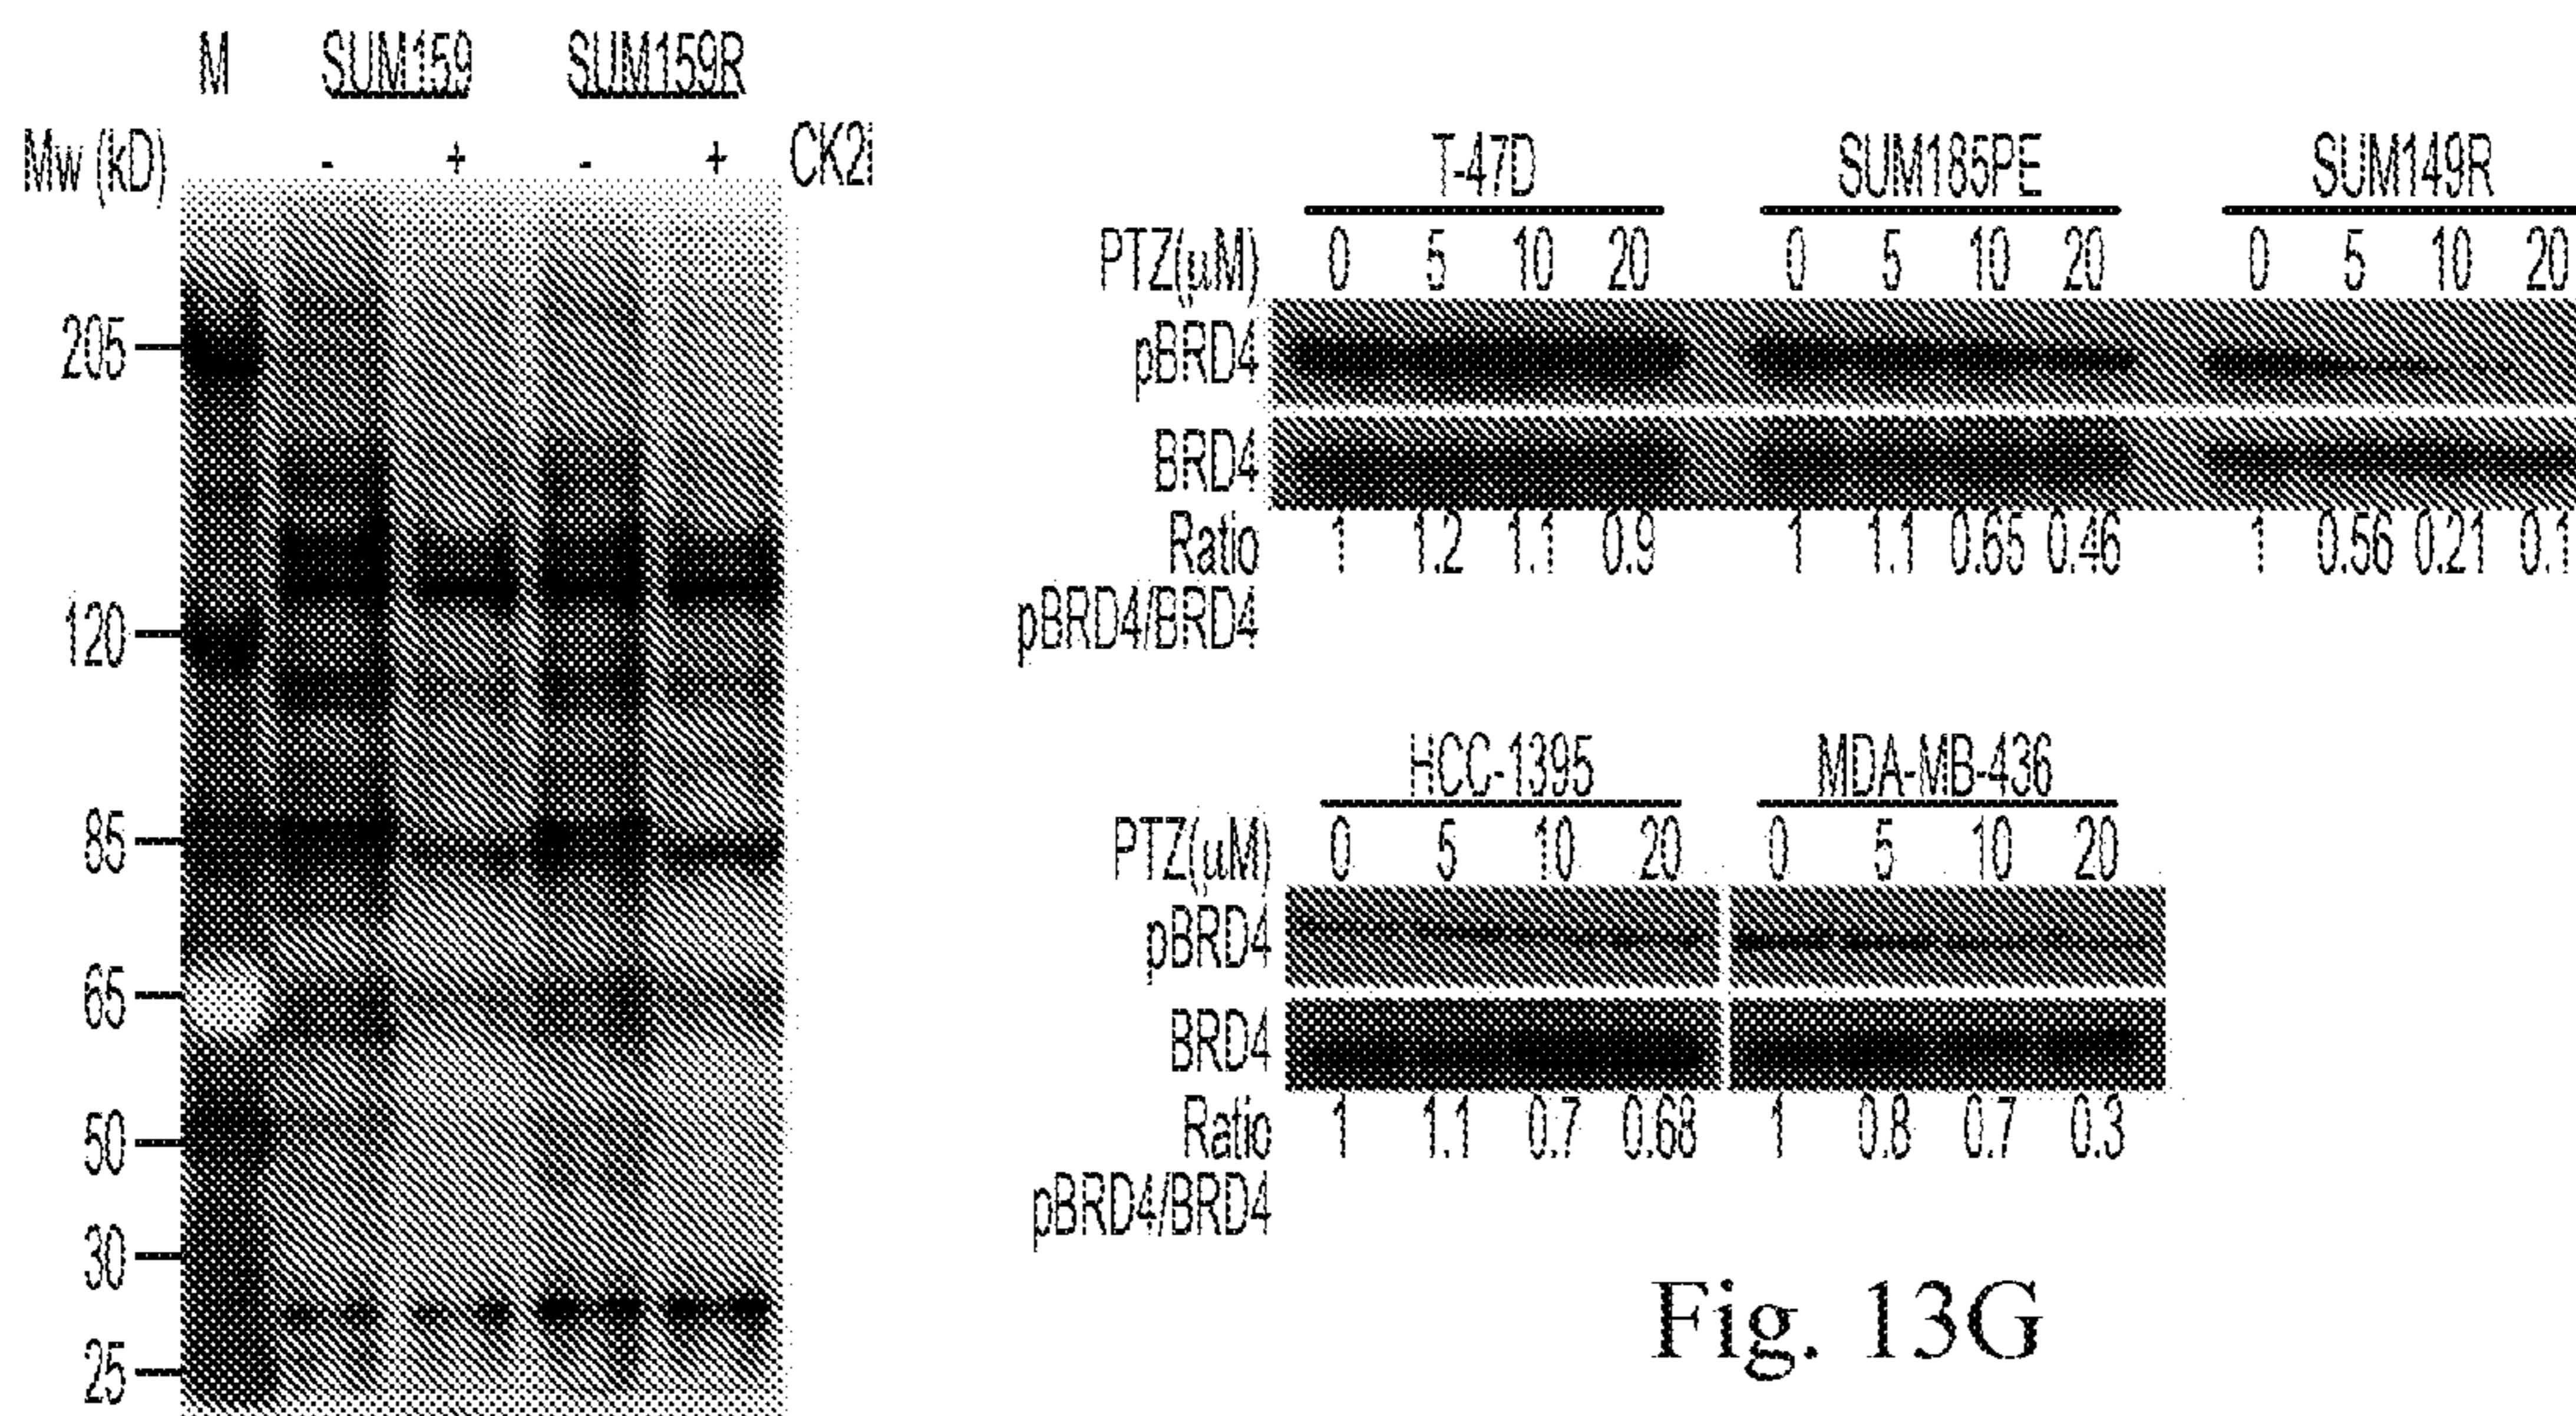 M SUM159 SUM159R
Mw (kD) - + - + CK2i
205
120
85
65
50
30
25
T-47D SUM185PE SUM149R
PTZ(μM) 0 5 10 20 0 5 10 20 0 5 10 20
pBRD4
BRD4
Ratio 1 1.2 1.1 0.9 1 1.1 0.65 0.46 1 0.56 0.21 0.1
pBRD4/BRD4
HCC-1395 MDA-MB-436
PTZ(μM) 0 5 10 20 0 5 10 20
pBRD4
BRD4
Ratio 1 1.1 0.7 0.68 1 0.8 0.7 0.3
pBRD4/BRD4
Fig. 13G